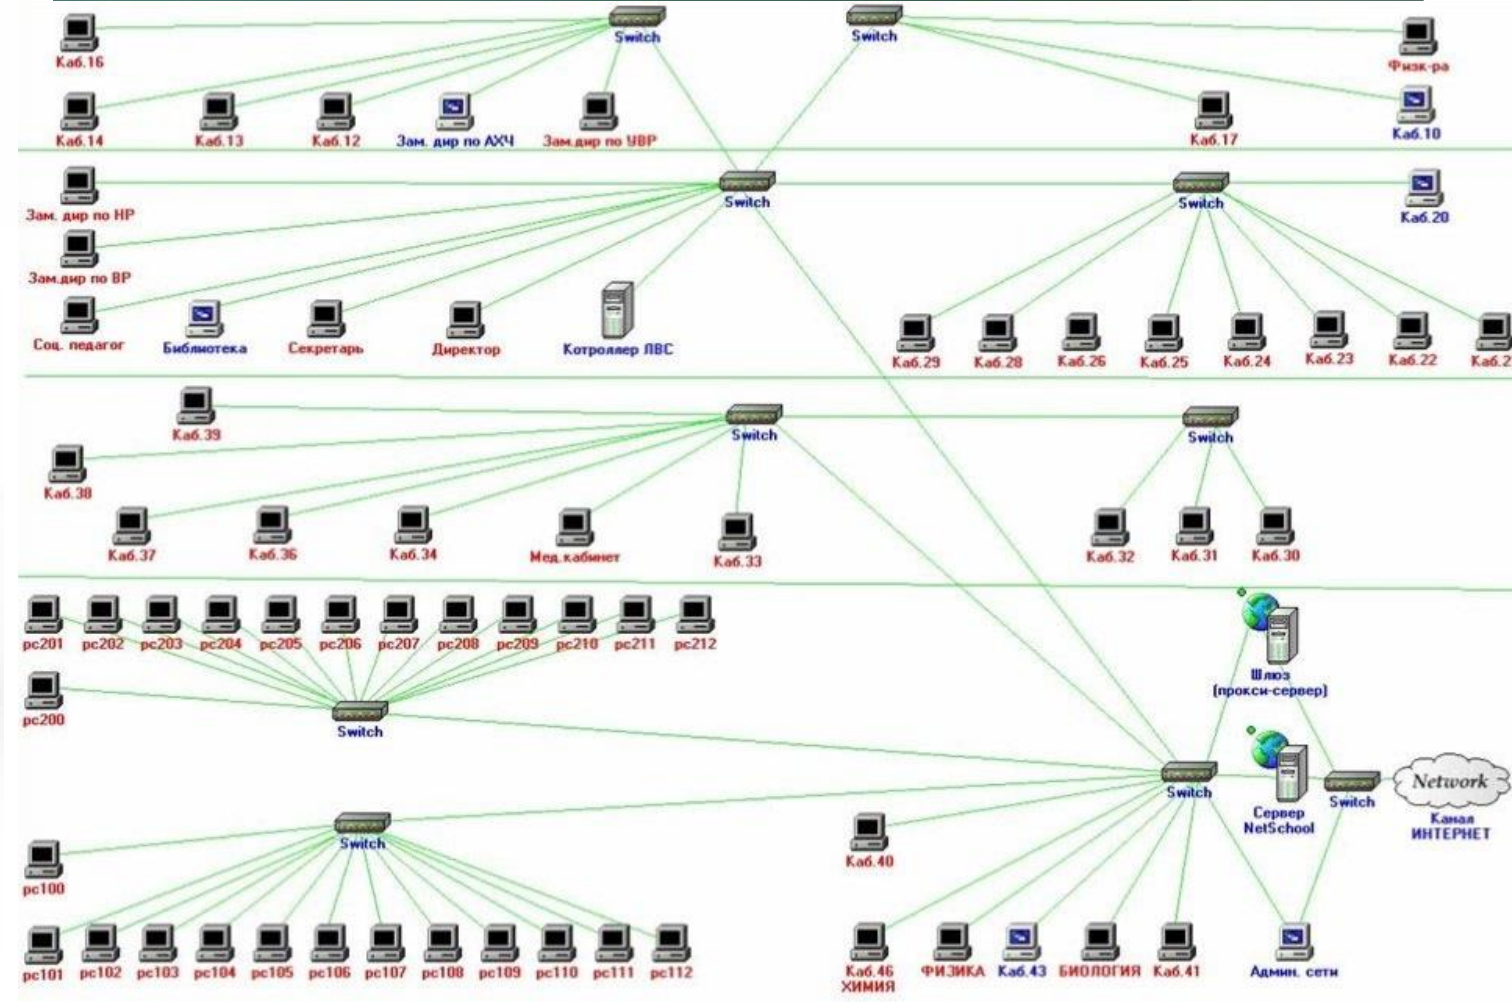 Switch
Switch
Каб.16
Физк-ра
Каб.14
Каб.13
Каб.12
Зам. дир по АХЧ
Зам.дир по УВР
Каб.17
Каб.10
Зам. дир по НР
Switch
Switch
Каб.20
Зам.дир по ВР
Соц. педагог
Библиотека
Секретарь
Директор
Котроллер ЛВС
Каб.29
Каб.28
Каб.26
Каб.25
Каб.24
Каб.23
Каб.22
Каб.2
Каб.39
Switch
Switch
Каб.38
Каб.37
Каб.36
Каб.34
Мед.кабинет
Каб.33
Каб.32
Каб.31
Каб.30
pc201
pc202
pc203
pc204
pc205
pc206
pc207
pc208
pc209
pc210
pc211
pc212
Шлюз
(прокси-сервер)
pc200
Switch
Switch
Сервер
NetSchool
Switch
Network
Канал
ИНТЕРНЕТ
Switch
Каб.40
pc100
pc101
pc102
pc103
pc104
pc105
pc106
pc107
pc108
pc109
pc110
pc111
pc112
Каб.46
ХИМИЯ
ФИЗИКА
Каб.43
БИОЛОГИЯ
Каб.41
Админ. сети